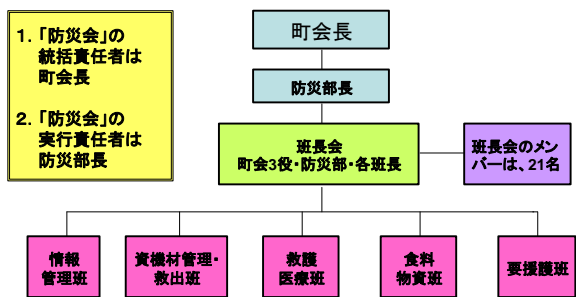 1. 「防災会」の
統括責任者は
町会長
2. 「防災会」の
実行責任者は
防災部長
町会長
防災部長
班長会
町会3役・防災部・各班長
班長会のメン
バーは、21名
情報
管理班
資機材管理・
救出班
救護
医療班
食料
物資班
要援護班